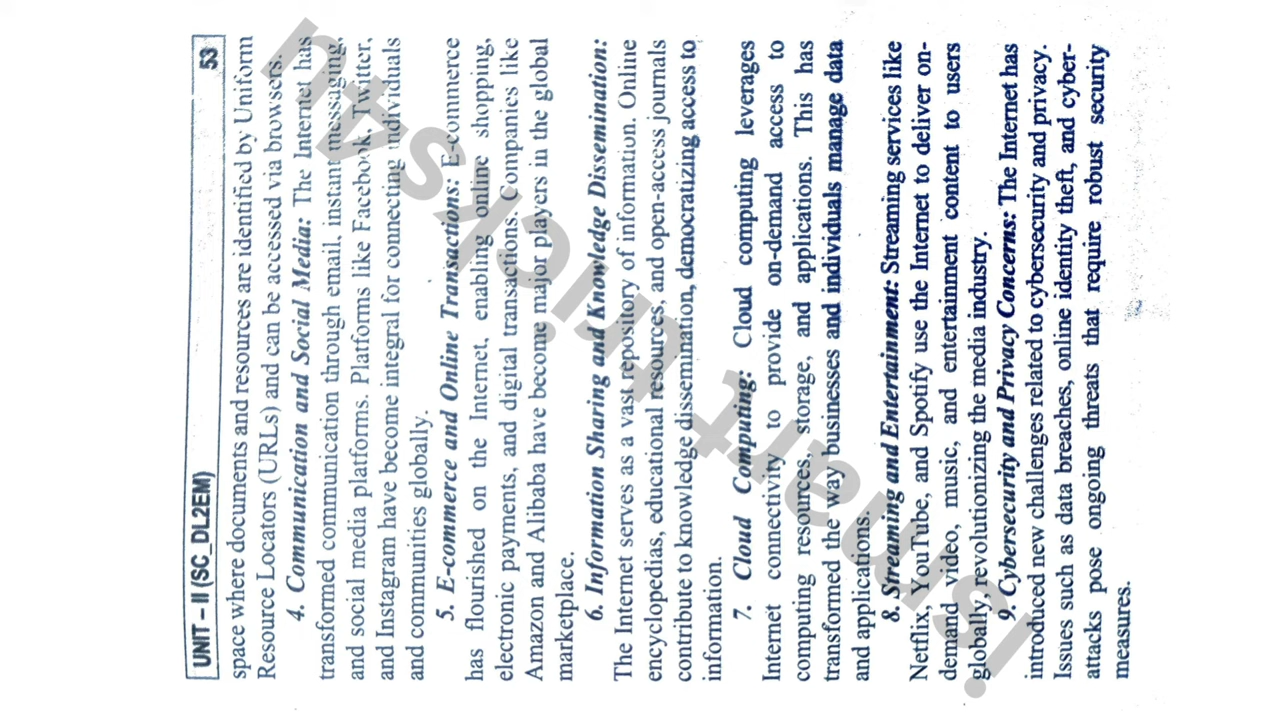 UNIT – II (SC_DL2EM) 53
space where documents and resources are identified by Uniform
Resource Locators (URLs) and can be accessed via browsers.
4. Communication and Social Media: The Internet has
transformed communication through email, instant messaging,
and social media platforms. Platforms like Facebook, Twitter,
and Instagram have become integral for connecting individuals
and communities globally.
5. E-commerce and Online Transactions: E-commerce
has flourished on the Internet, enabling online shopping,
electronic payments, and digital transactions. Companies like
Amazon and Alibaba have become major players in the global
marketplace.
6. Information Sharing and Knowledge Dissemination:
The Internet serves as a vast repository of information. Online
encyclopedias, educational resources, and open-access journals
contribute to knowledge dissemination, democratizing access to
information.
7. Cloud Computing: Cloud computing leverages
Internet connectivity to provide on-demand access to
computing resources, storage, and applications. This has
transformed the way businesses and individuals manage data
and applications.
8. Streaming and Entertainment: Streaming services like
Netflix, YouTube, and Spotify use the Internet to deliver on-
demand video, music, and entertainment content to users
globally, revolutionizing the media industry.
9. Cybersecurity and Privacy Concerns: The Internet has
introduced new challenges related to cybersecurity and privacy.
Issues such as data breaches, online identity theft, and cyber-
attacks pose ongoing threats that require robust security
measures.